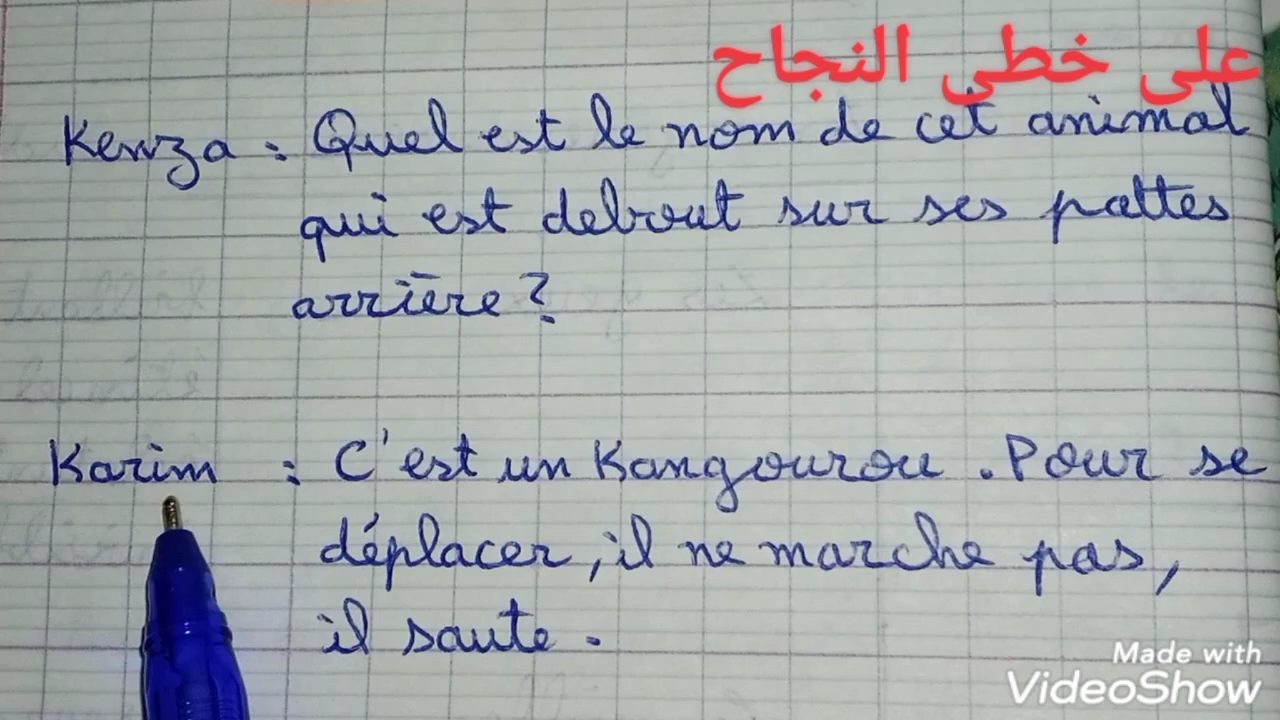 على خطى النجاح
Kenza : Quel est le nom de cet animal
qui est debout sur ses pattes
arrière ?
Karim : C'est un Kangourou . Pour se
déplacer, il ne marche pas,
il saute .
Made with
VideoShow